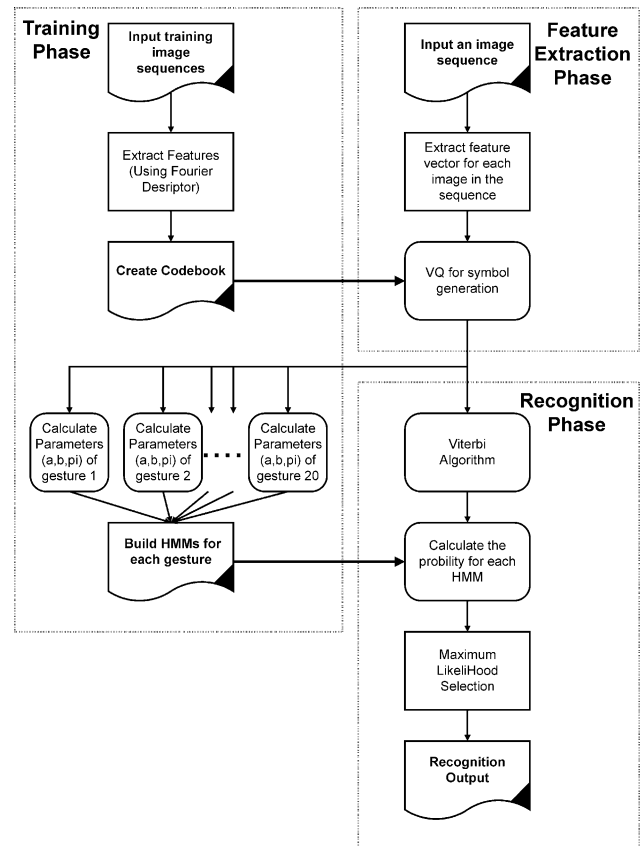 Training
Phase
Input training
image
sequences
Extract Features
(Using Fourier
Desriptor)
Create Codebook
Feature
Extraction
Phase
Input an image
sequence
Extract feature
vector for each
image in the
sequence
VQ for symbol
generation
Calculate
Parameters
(a,b,pi) of
gesture 1
Calculate
Parameters
(a,b,pi) of
gesture 2
....
Calculate
Parameters
(a,b,pi) of
gesture 20
Build HMMs for
each gesture
Recognition
Phase
Viterbi
Algorithm
Calculate the
probility for each
HMM
Maximum
LikeliHood
Selection
Recognition
Output